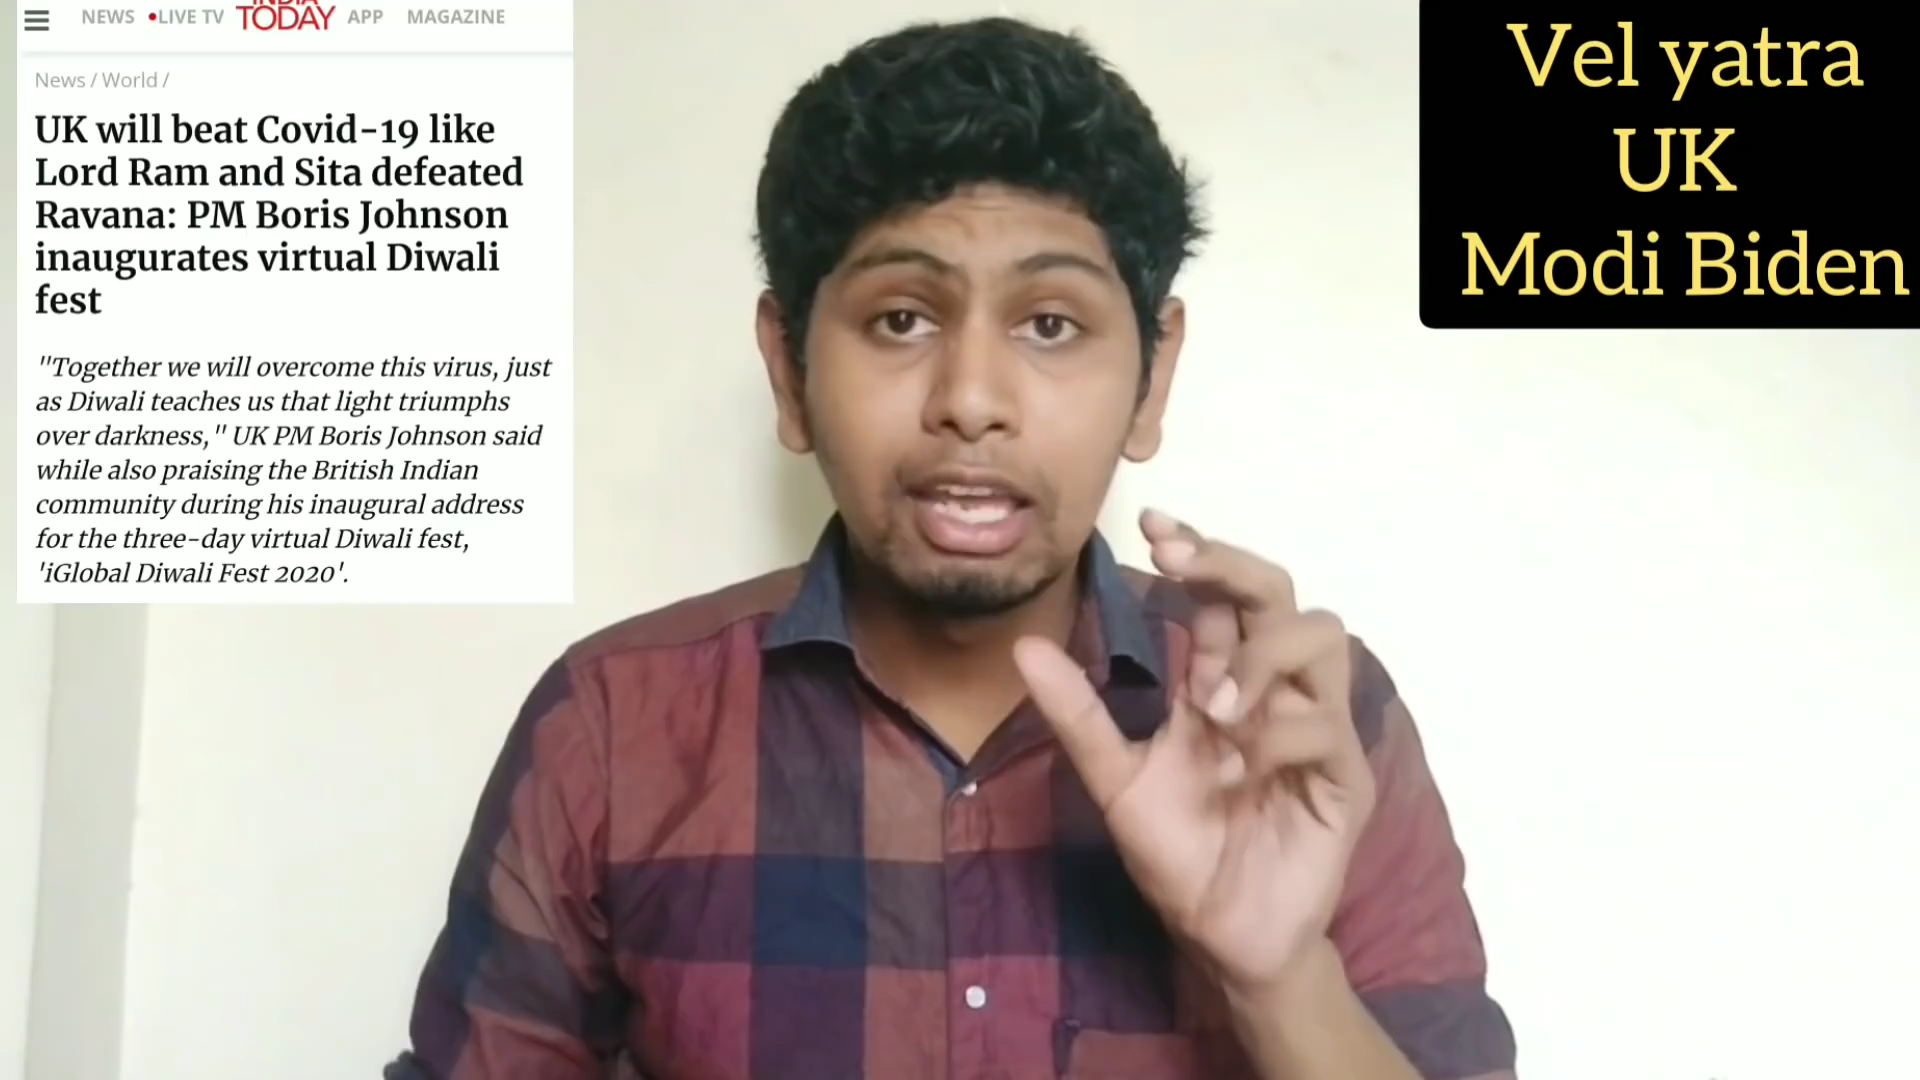 NEWS •LIVE TV INDIA TODAY APP MAGAZINE
News / World /
UK will beat Covid-19 like
Lord Ram and Sita defeated
Ravana: PM Boris Johnson
inaugurates virtual Diwali
fest
"Together we will overcome this virus, just
as Diwali teaches us that light triumphs
over darkness," UK PM Boris Johnson said
while also praising the British Indian
community during his inaugural address
for the three-day virtual Diwali fest,
'iGlobal Diwali Fest 2020'.
Vel yatra
UK
Modi Biden